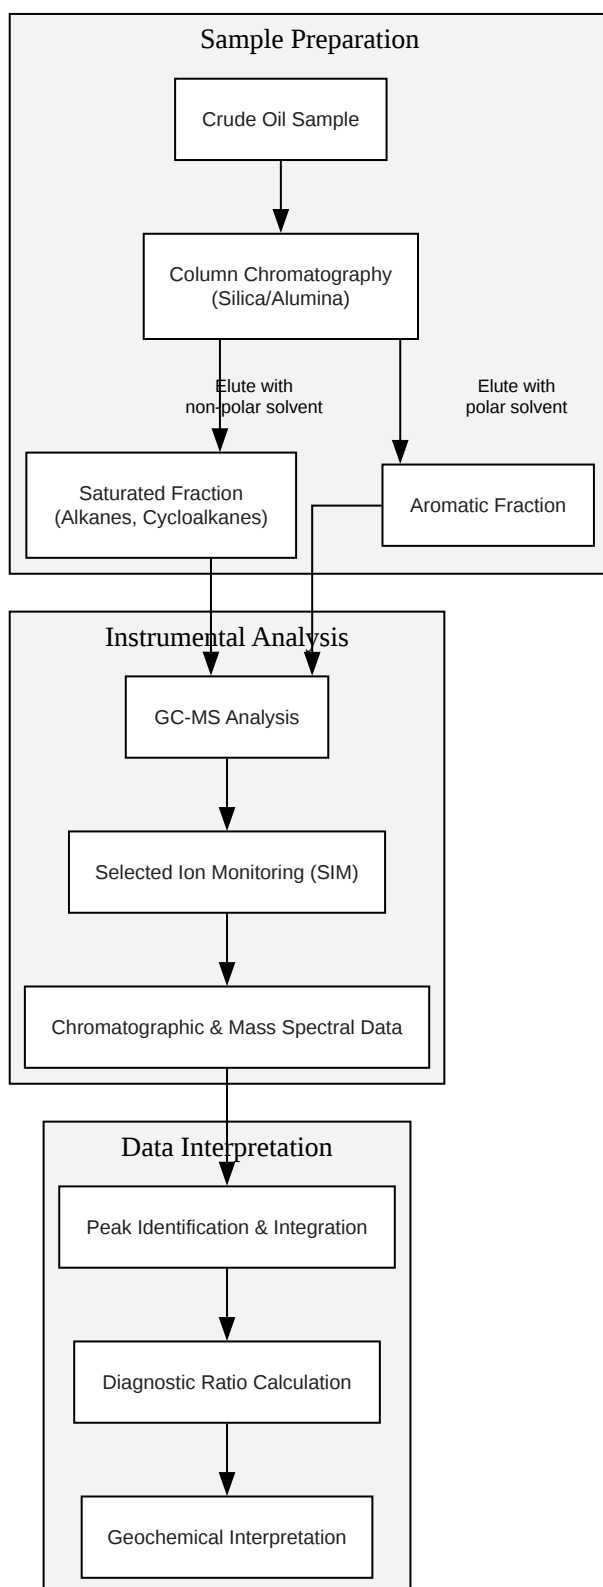 Sample Preparation
Crude Oil Sample
Column Chromatography
(Silica/Alumina)
Elute with
non-polar solvent
Elute with
polar solvent
Saturated Fraction
(Alkanes, Cycloalkanes)
Aromatic Fraction
Instrumental Analysis
GC-MS Analysis
Selected Ion Monitoring (SIM)
Chromatographic & Mass Spectral Data
Data Interpretation
Peak Identification & Integration
Diagnostic Ratio Calculation
Geochemical Interpretation